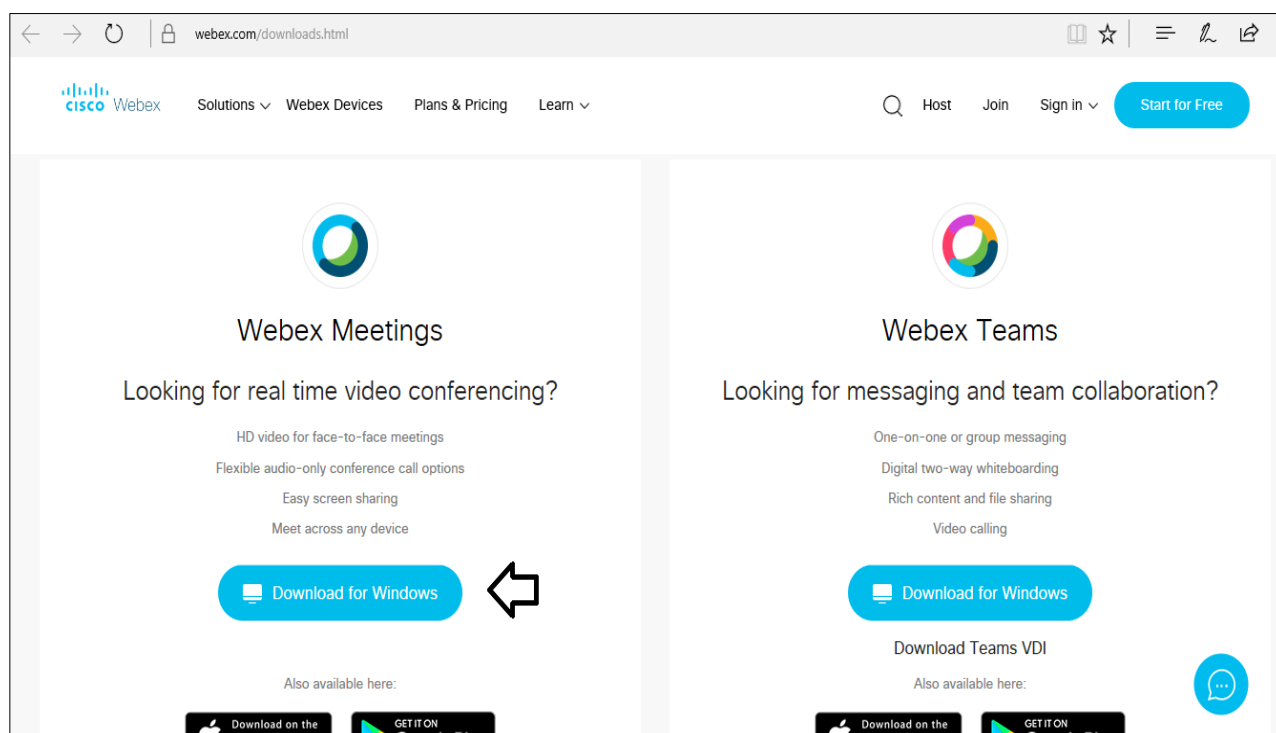 webex.com/downloads.html
cisco Webex Solutions Webex Devices Plans & Pricing Learn Host Join Sign in Start for Free
Webex Meetings
Looking for real time video conferencing?
HD video for face-to-face meetings
Flexible audio-only conference call options
Easy screen sharing
Meet across any device
Download for Windows
Also available here:
Download on the
GET IT ON
Webex Teams
Looking for messaging and team collaboration?
One-on-one or group messaging
Digital two-way whiteboarding
Rich content and file sharing
Video calling
Download for Windows
Download Teams VDI
Also available here:
Download on the
GET IT ON